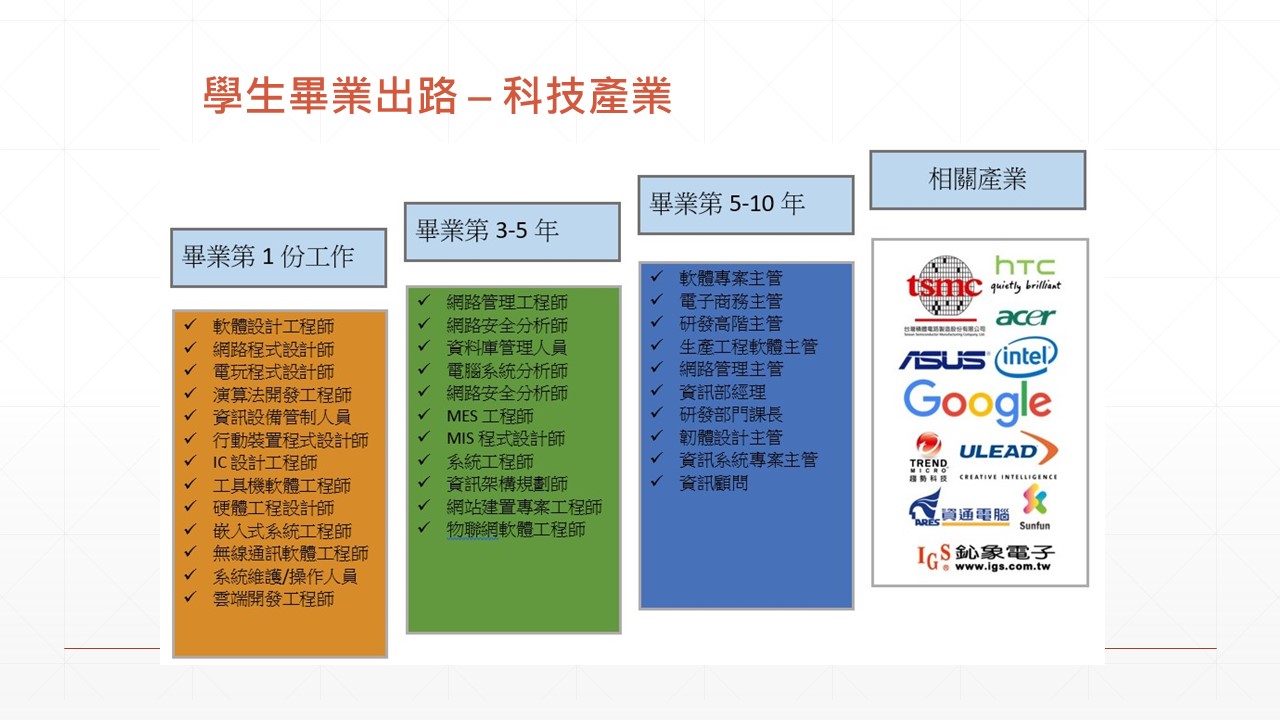 學生畢業出路 – 科技產業
畢業第 1 份工作
✓ 軟體設計工程師
✓ 網路程式設計師
✓ 電玩程式設計師
✓ 演算法開發工程師
✓ 資訊設備管制人員
✓ 行動裝置程式設計師
✓ IC 設計工程師
✓ 工具機軟體工程師
✓ 硬體工程設計師
✓ 嵌入式系統工程師
✓ 無線通訊軟體工程師
✓ 系統維護/操作人員
✓ 雲端開發工程師
畢業第 3-5 年
✓ 網路管理工程師
✓ 網路安全分析師
✓ 資料庫管理人員
✓ 電腦系統分析師
✓ 網路安全分析師
✓ MES 工程師
✓ MIS 程式設計師
✓ 系統工程師
✓ 資訊架構規劃師
✓ 網站建置專案工程師
✓ 物聯網軟體工程師
畢業第 5-10 年
✓ 軟體專案主管
✓ 電子商務主管
✓ 研發高階主管
✓ 生產工程軟體主管
✓ 網路管理主管
✓ 資訊部經理
✓ 研發部門課長
✓ 韌體設計主管
✓ 資訊系統專案主管
✓ 資訊顧問
相關產業
tsmc
台灣積體電路製造股份有限公司
Taiwan Semiconductor Manufacturing Company, Ltd.
hTC
quietly brilliant
acer
ASUS
intel
Google
TREND
MICRO
趨勢科技
ULEAD
CREATIVE INTELLIGENCE
ARES 資通電腦
Sunfun
IGS® 鈊象電子
www.igs.com.tw